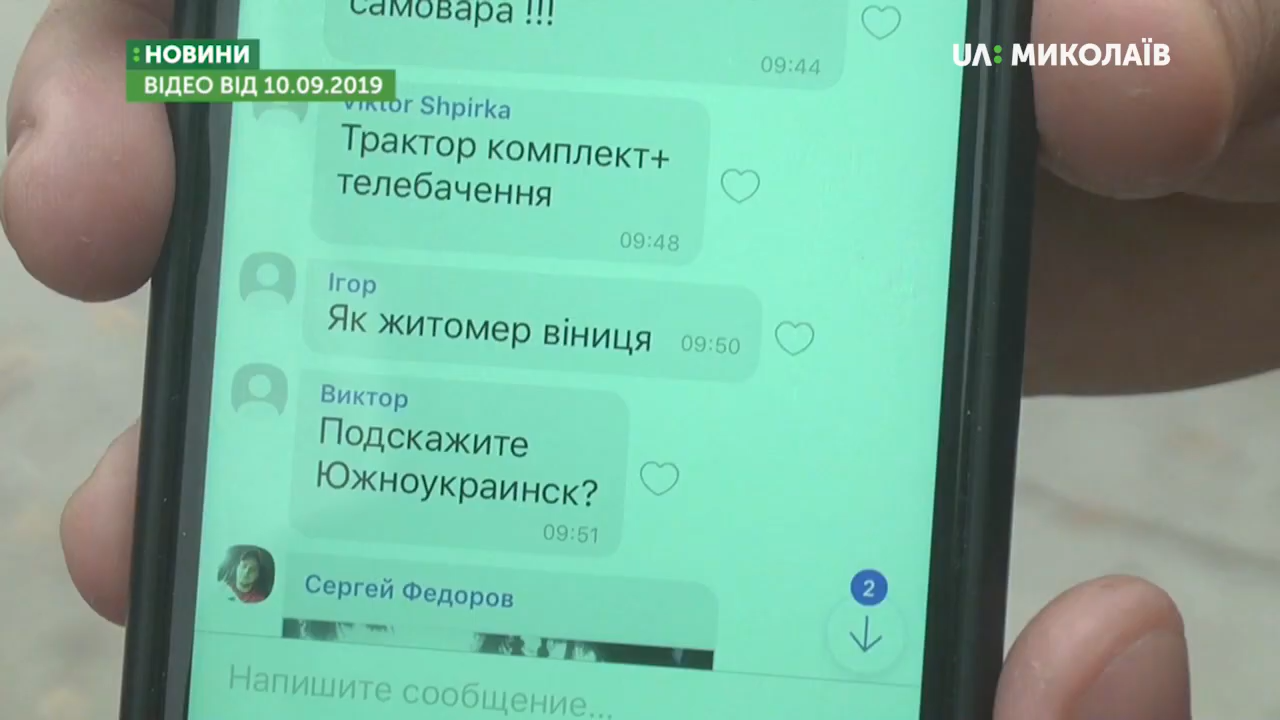 самовара !!!
09:44
НОВИНИ
ВІДЕО ВІД 10.09.2019
UA: МИКОЛАЇВ
Viktor Shpirka
Трактор комплект+
телебачення
09:48
Ігор
Як житомер віниця 09:50
Виктор
Подскажите
Южноукраинск?
09:51
Сергей Федоров
2
Напишите сообщение...